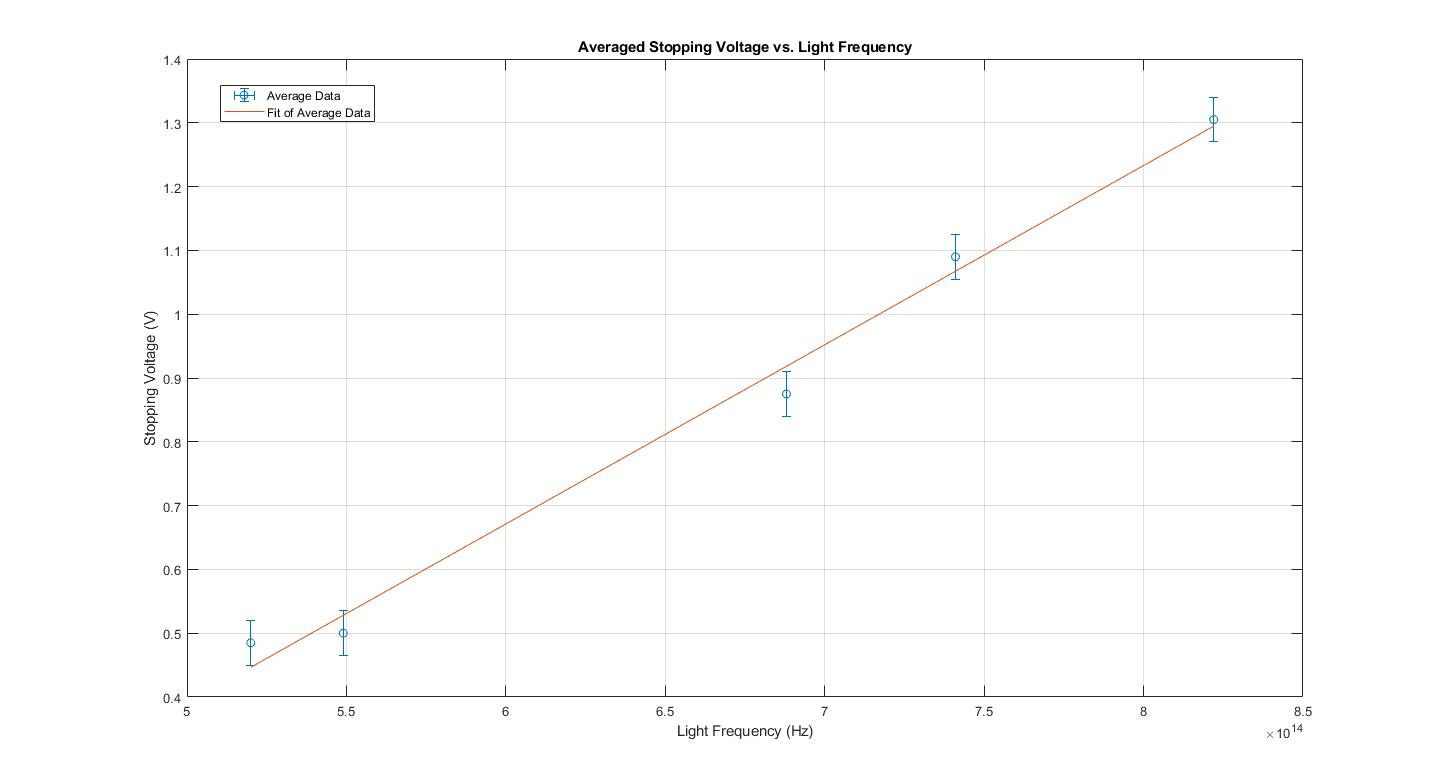 Averaged Stopping Voltage vs. Light Frequency
Average Data
Fit of Average Data
Stopping Voltage (V)
1.4
1.3
1.2
1.1
1
0.9
0.8
0.7
0.6
0.5
0.4
5 5.5 6 6.5 7 7.5 8 8.5
Light Frequency (Hz)
×10^14